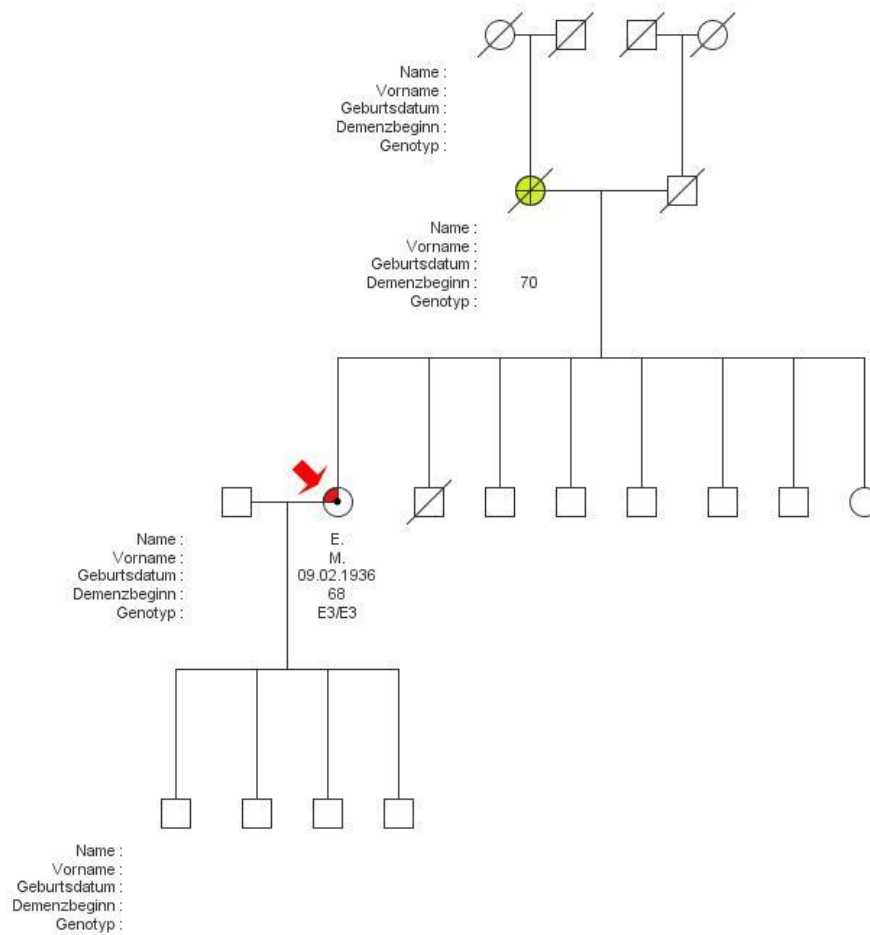 Name :
Vorname :
Geburtsdatum :
Demenzbeginn :
Genotyp :
Name :
Vorname :
Geburtsdatum :
Demenzbeginn : 70
Genotyp :
Name : E.
Vorname : M.
Geburtsdatum : 09.02.1936
Demenzbeginn : 68
Genotyp : E3/E3
Name :
Vorname :
Geburtsdatum :
Demenzbeginn :
Genotyp :